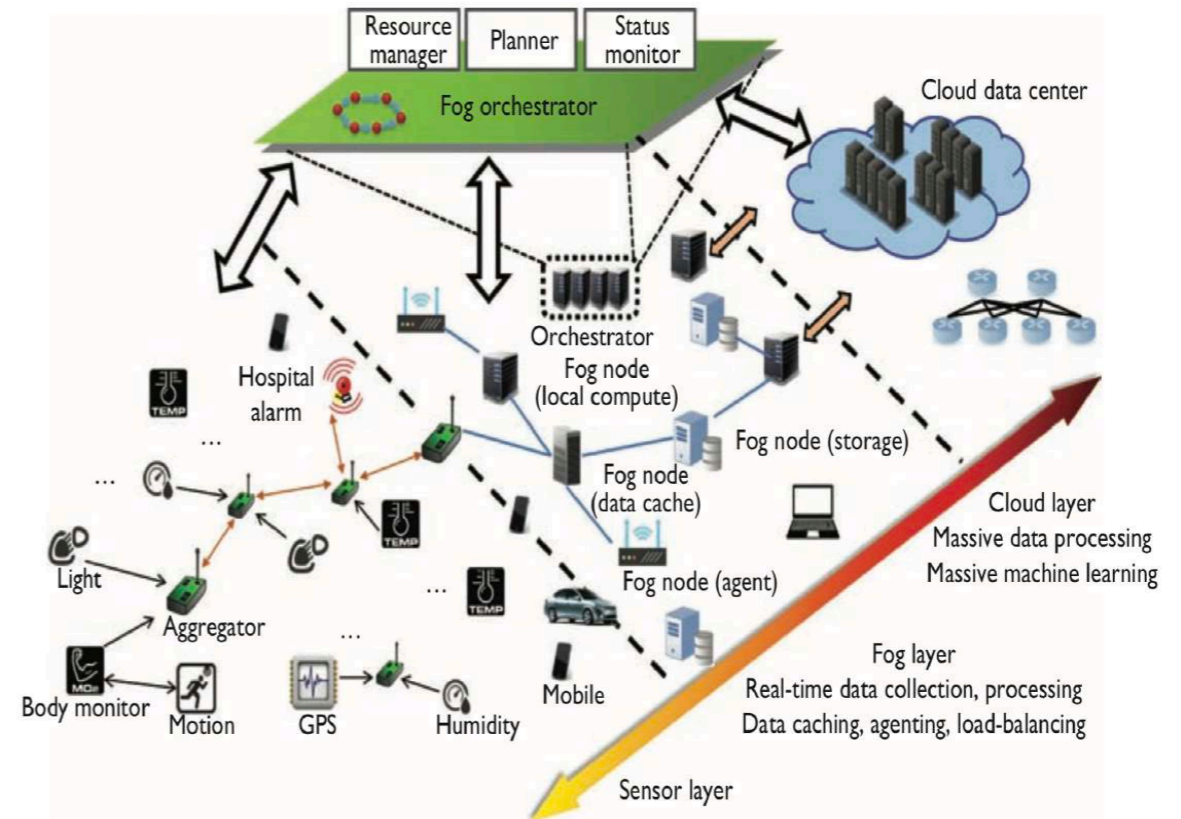 Resource
manager
Planner
Status
monitor
Fog orchestrator
Cloud data center
Orchestrator
Fog node
(local compute)
Hospital
alarm
TEMP
...
...
Fog node (storage)
Fog node
(data cache)
TEMP
Light
Cloud layer
Massive data processing
Massive machine learning
...
TEMP
Fog node (agent)
Aggregator
...
Fog layer
Real-time data collection, processing
Data caching, agenting, load-balancing
Body monitor
Motion
GPS
Humidity
Mobile
Sensor layer